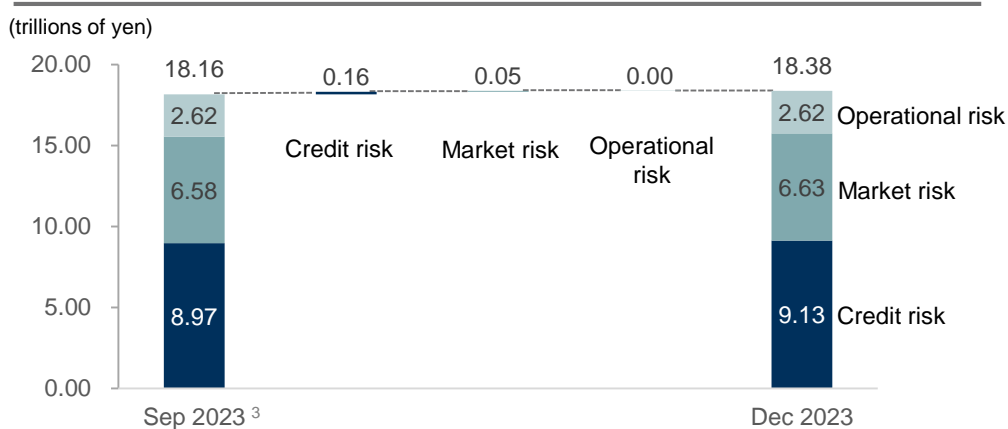 (trillions of yen)
20.00
15.00
10.00
5.00
0.00
18.16
2.62
6.58
8.97
Sep 2023 3
0.16
Credit risk
0.05
Market risk
0.00
Operational
risk
18.38
2.62
6.63
9.13
Dec 2023
Operational risk
Market risk
Credit risk